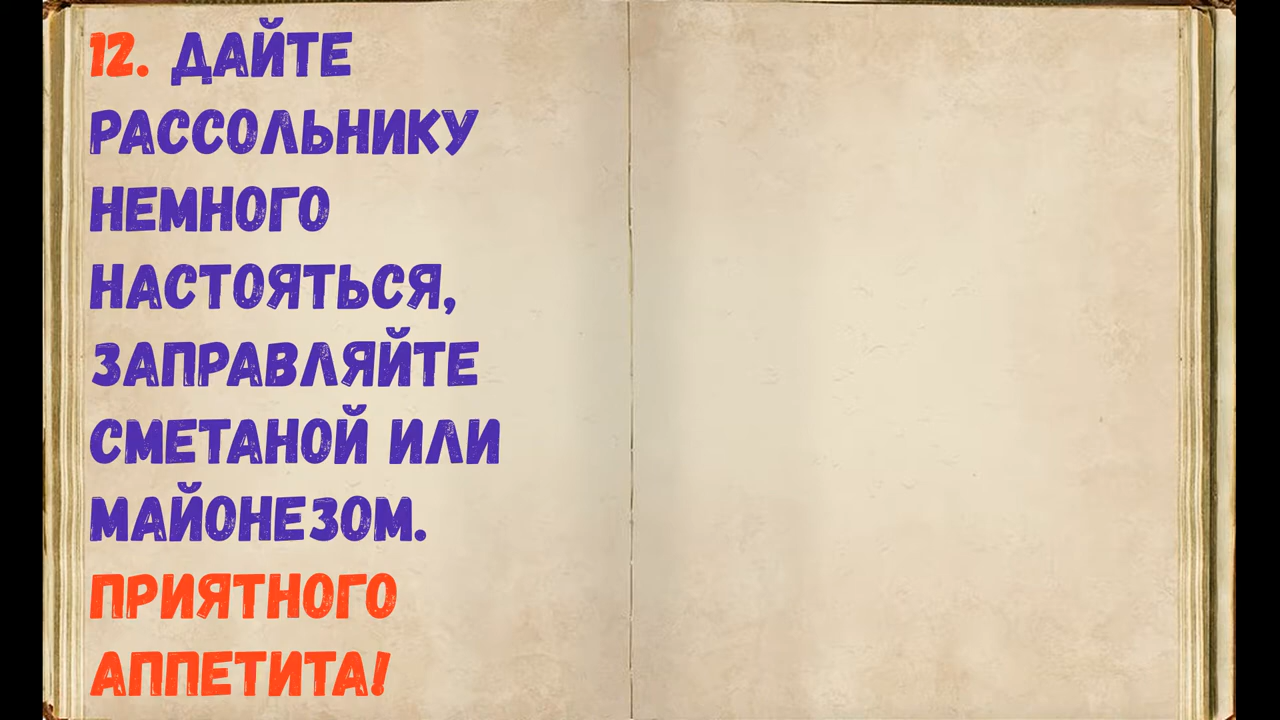 12. ДАЙТЕ
РАССОЛЬНИКУ
НЕМНОГО
НАСТОЯТЬСЯ,
ЗАПРАВЛЯЙТЕ
СМЕТАНОЙ ИЛИ
МАЙОНЕЗОМ.
ПРИЯТНОГО
АППЕТИТА!